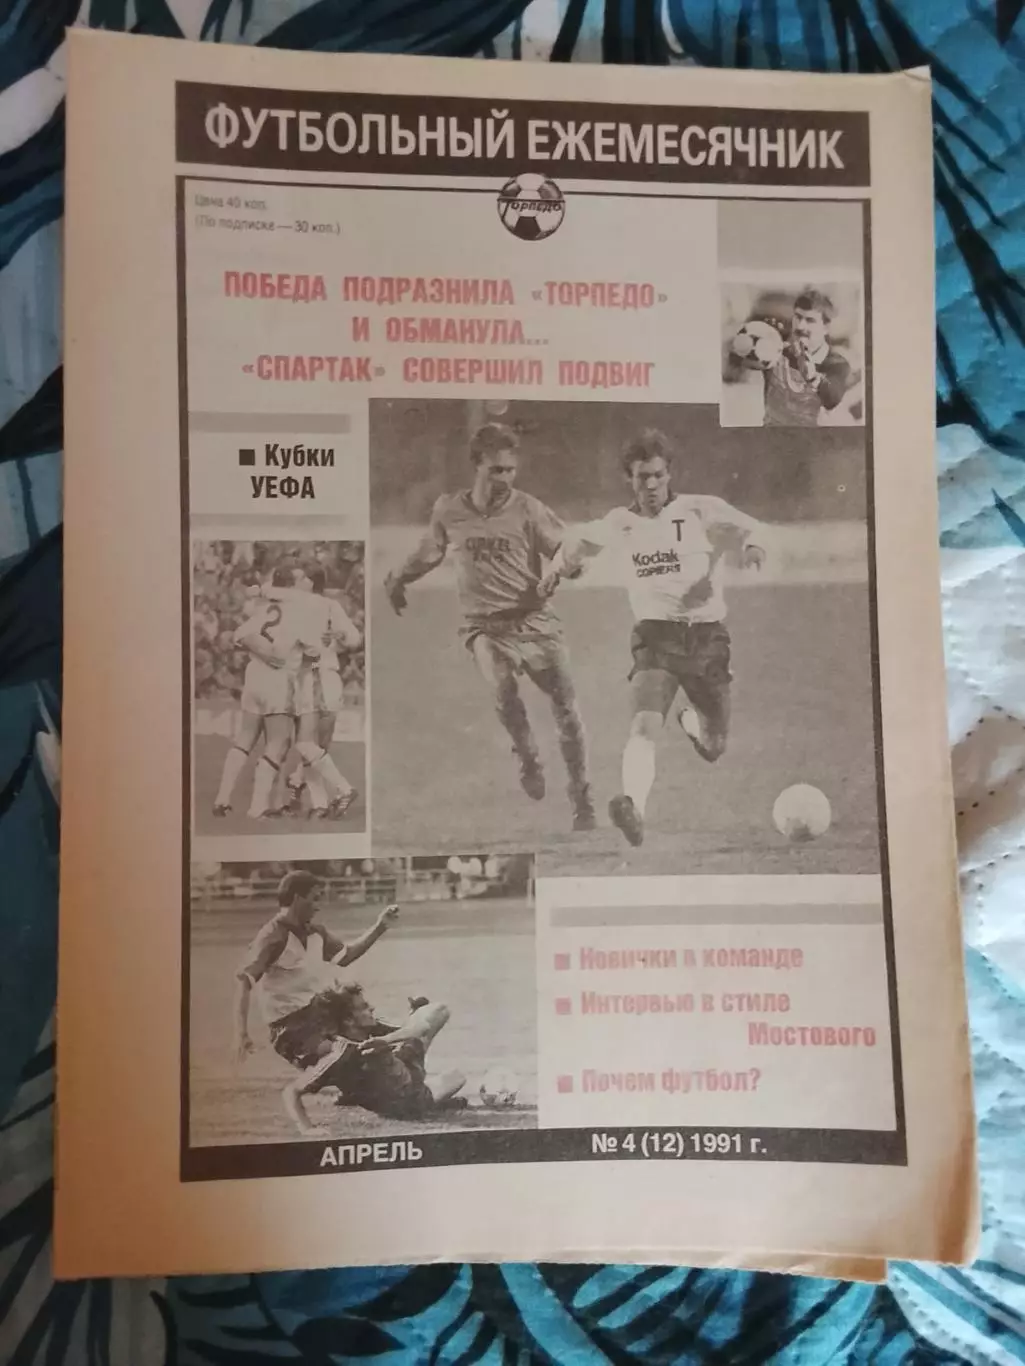 ФУТБОЛЬНЫЙ ЕЖЕМЕСЯЧНИК
ТОРПЕДО
Цена 40 коп.
(По подписке — 30 коп.)
ПОБЕДА ПОДРАЗНИЛА «ТОРПЕДО»
И ОБМАНУЛА...
«СПАРТАК» СОВЕРШИЛ ПОДВИГ
■ Кубки
УЕФА
T
Kodak
COPIERS
2
■ Новички в команде
■ Интервью в стиле
Мостового
■ Почем футбол?
АПРЕЛЬ
№ 4 (12) 1991 г.